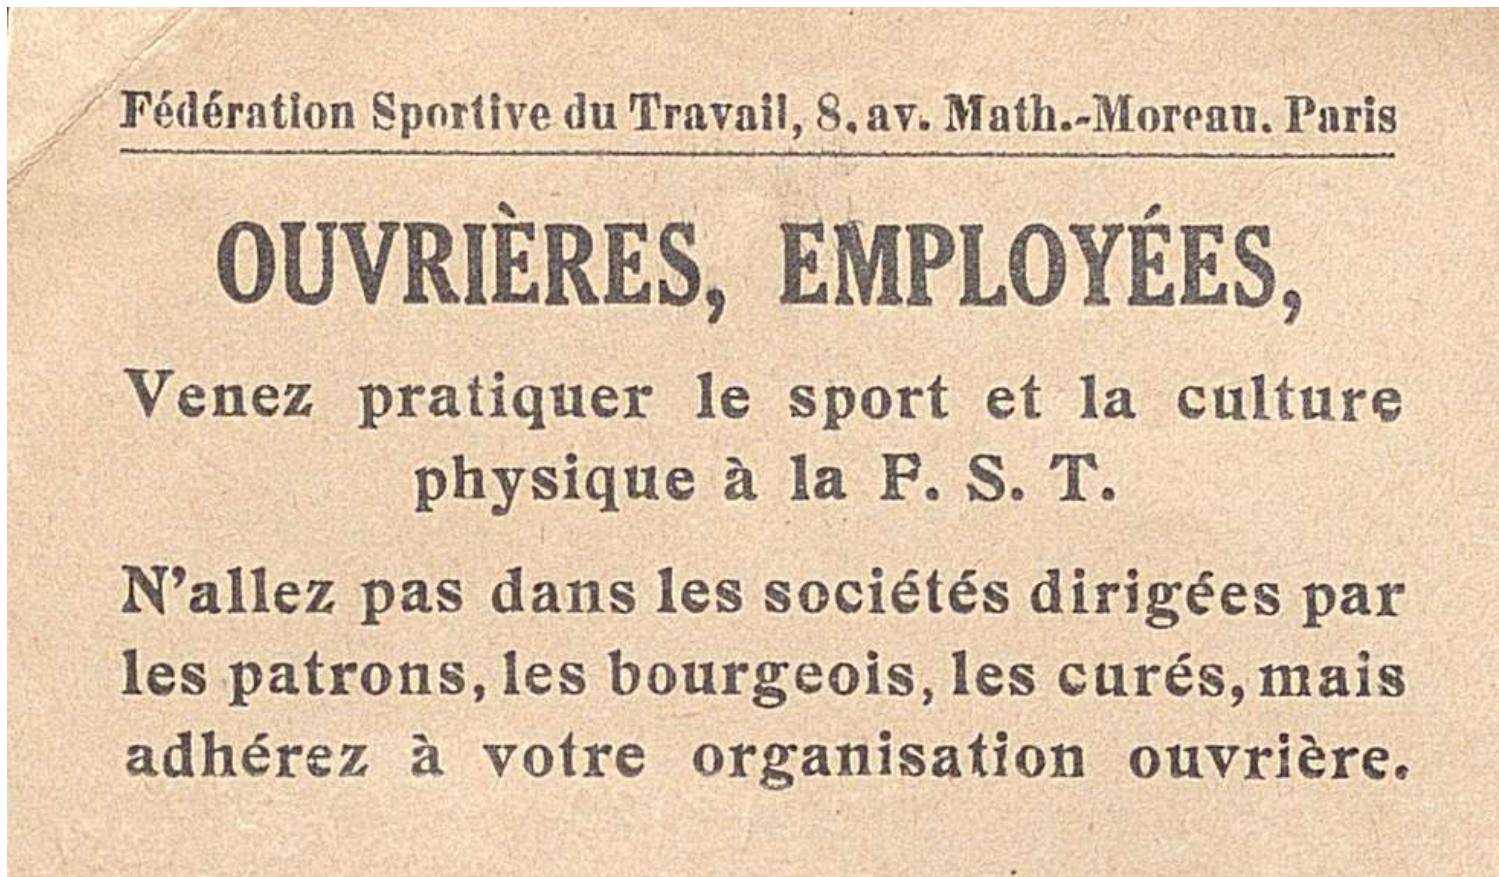 Fédération Sportive du Travail, 8, av. Math.-Moreau. Paris
OUVRIÈRES, EMPLOYÉES,
Venez pratiquer le sport et la culture
physique à la F. S. T.
N'allez pas dans les sociétés dirigées par
les patrons, les bourgeois, les curés, mais
adhérez à votre organisation ouvrière.